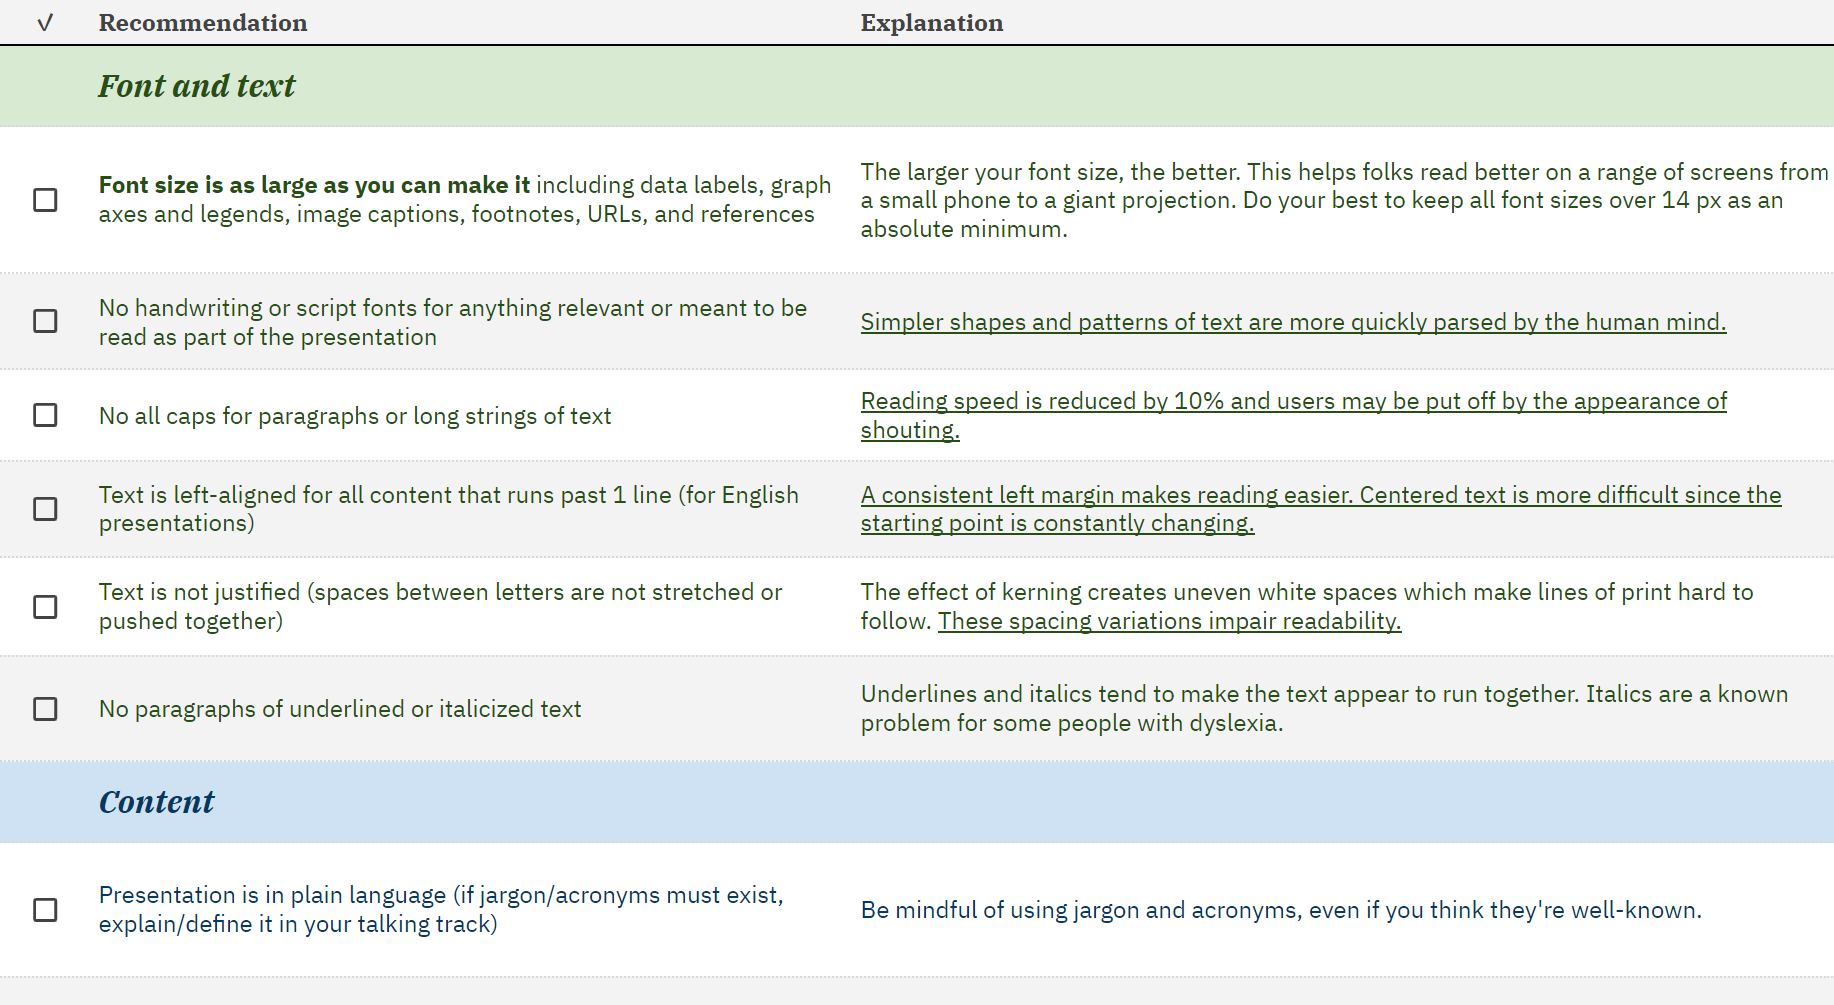 √ Recommendation Explanation
Font and text
Font size is as large as you can make it including data labels, graph
axes and legends, image captions, footnotes, URLs, and references
The larger your font size, the better. This helps folks read better on a range of screens from
a small phone to a giant projection. Do your best to keep all font sizes over 14 px as an
absolute minimum.
No handwriting or script fonts for anything relevant or meant to be
read as part of the presentation
Simpler shapes and patterns of text are more quickly parsed by the human mind.
No all caps for paragraphs or long strings of text
Reading speed is reduced by 10% and users may be put off by the appearance of
shouting.
Text is left-aligned for all content that runs past 1 line (for English
presentations)
A consistent left margin makes reading easier. Centered text is more difficult since the
starting point is constantly changing.
Text is not justified (spaces between letters are not stretched or
pushed together)
The effect of kerning creates uneven white spaces which make lines of print hard to
follow. These spacing variations impair readability.
No paragraphs of underlined or italicized text
Underlines and italics tend to make the text appear to run together. Italics are a known
problem for some people with dyslexia.
Content
Presentation is in plain language (if jargon/acronyms must exist,
explain/define it in your talking track)
Be mindful of using jargon and acronyms, even if you think they're well-known.